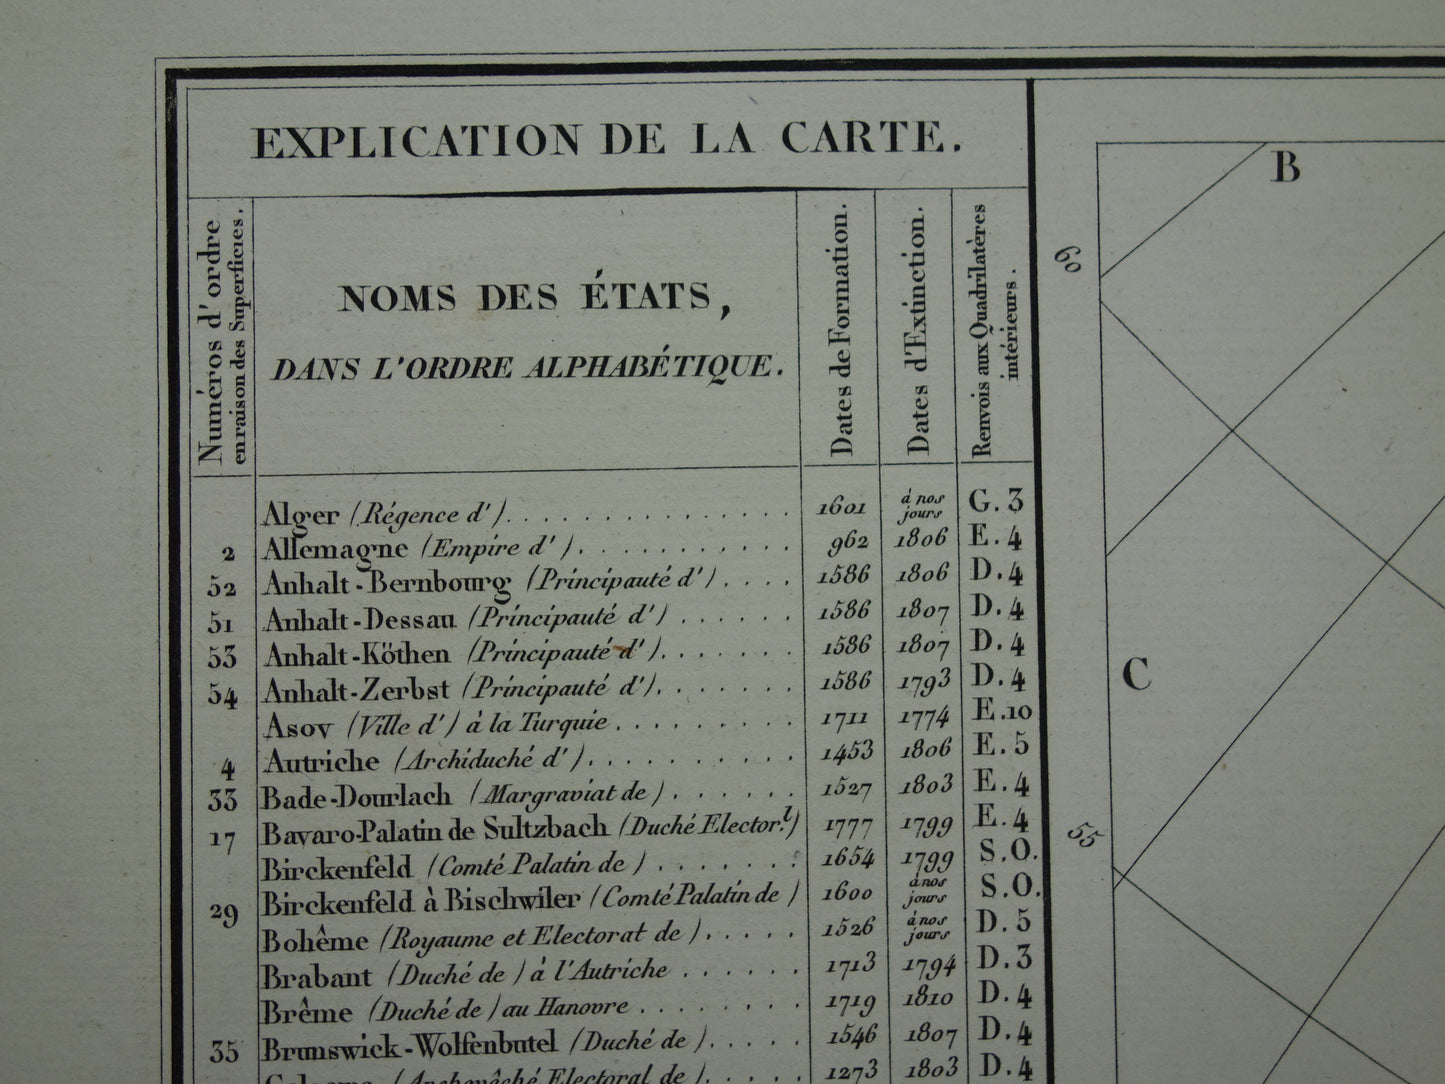 EXPLICATION DE LA CARTE.
Numéros d'ordre
en raison des Superficies.
NOMS DES ÉTATS,
DANS L'ORDRE ALPHABÉTIQUE.
Dates de Formation.
Dates d'Extinction.
Renvois aux Quadrilatères
intérieurs.
Alger (Régence d') 1601 à nos jours G. 3
2 Allemagne (Empire d') 962 1806 E. 4
52 Anhalt-Bernbourg (Principauté d') 1586 1806 D. 4
51 Anhalt-Dessau (Principauté d') 1586 1807 D. 4
53 Anhalt-Köthen (Principauté d') 1586 1807 D. 4
54 Anhalt-Zerbst (Principauté d') 1586 1793 D. 4
Asov (Ville d') à la Turquie 1711 1774 E. 10
4 Autriche (Archiduché d') 1453 1806 E. 5
33 Bade-Dourlach (Margraviat de) 1527 1803 E. 4
17 Bavaro-Palatin de Sultzbach (Duché Elector.l) 1777 1799 E. 4
Birckenfeld (Comté Palatin de) 1654 1799 S.O.
29 Birckenfeld à Bischwiler (Comté Palatin de) 1600 à nos jours S.O.
Bohême (Royaume et Electorat de) 1526 à nos jours D. 5
Brabant (Duché de) à l'Autriche 1713 1794 D. 3
Brême (Duché de) au Hanovre 1719 1810 D. 4
35 Brunswick-Wolfenbutel (Duché de) 1546 1807 D. 4
Cologne (Archevêché Electoral de) 1273 1803 D. 4
B
60
C
55